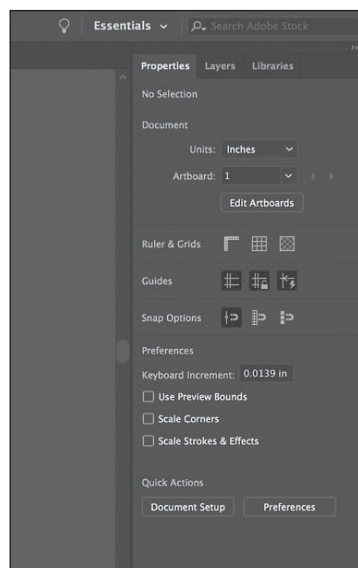 Essentials
Search Adobe Stock
Properties Layers Libraries
No Selection
Document
Units: Inches
Artboard: 1
Edit Artboards
Ruler & Grids
Guides
Snap Options
Preferences
Keyboard Increment: 0.0139 in
Use Preview Bounds
Scale Corners
Scale Strokes & Effects
Quick Actions
Document Setup Preferences